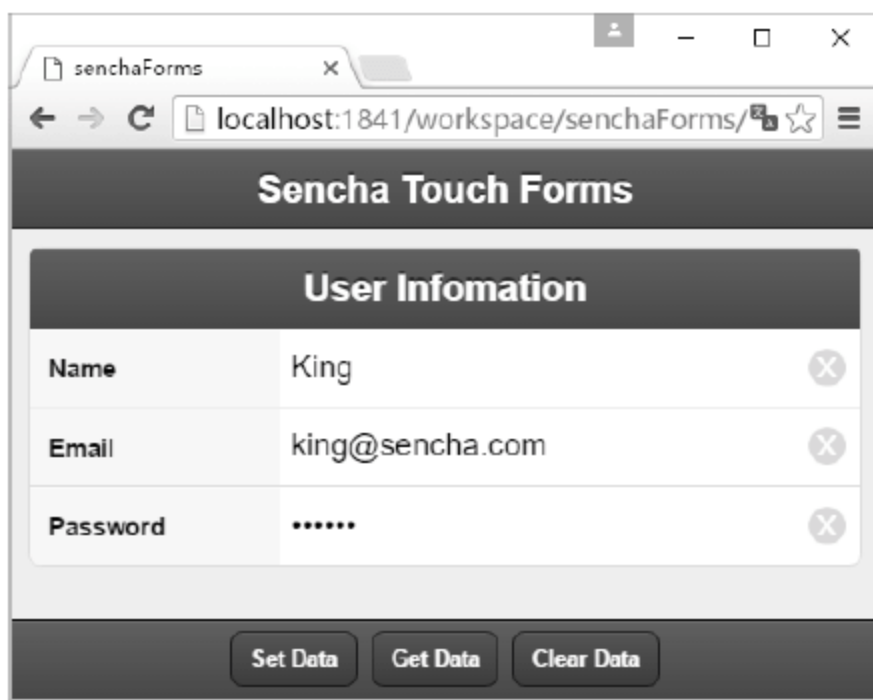 senchaForms
localhost:1841/workspace/senchaForms/
Sencha Touch Forms
User Infomation
Name King
Email king@sencha.com
Password ••••••
Set Data Get Data Clear Data